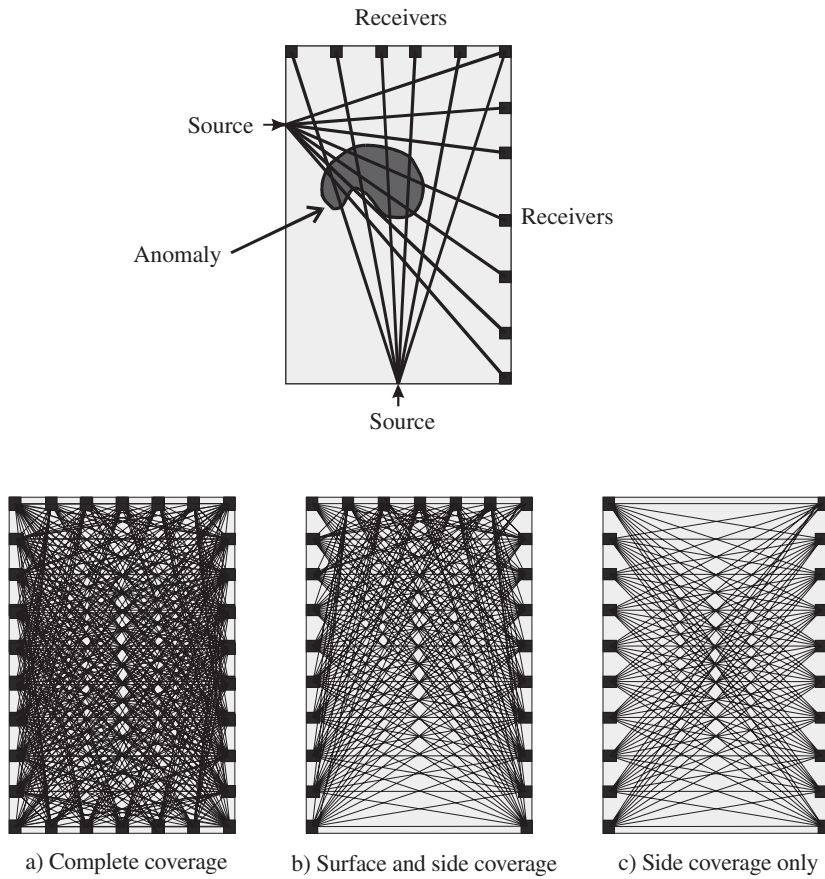 Receivers
Source
Receivers
Anomaly
Source
a) Complete coverage
b) Surface and side coverage
c) Side coverage only